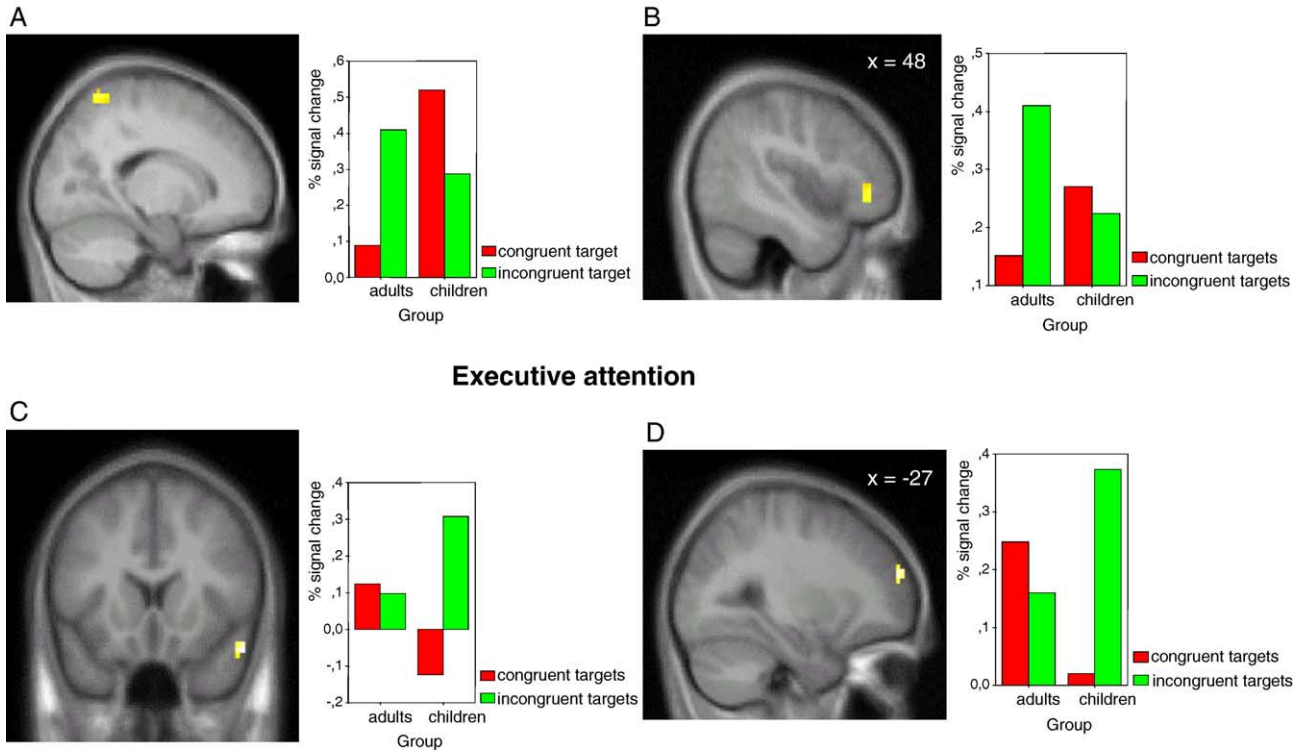 A
,6
,5
,4
,3
,2
,1
0,0
% signal change
adults children
Group
congruent target
incongruent target
B
x = 48
,5
,4
,3
,2
,1
% signal change
adults children
Group
congruent targets
incongruent targets
Executive attention
C
,4
,3
,2
,1
0,0
-,1
-,2
% signal change
adults children
Group
congruent targets
incongruent targets
D
x = -27
,4
,3
,2
,1
0,0
% signal change
adults children
Group
congruent targets
incongruent targets